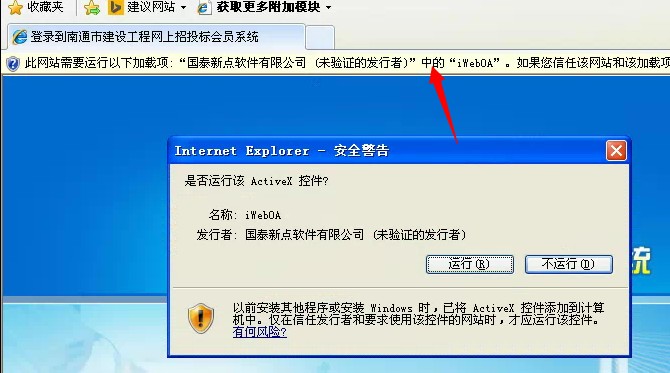 收藏夹 建议网站 获取更多附加模块
登录到南通市建设工程网上招投标会员系统
此网站需要运行以下加载项:“国泰新点软件有限公司 (未验证的发行者)”中的“iWebOA”。如果您信任该网站和该加载项
Internet Explorer - 安全警告
是否运行该 ActiveX 控件?
名称: iWebOA
发行者: 国泰新点软件有限公司 (未验证的发行者)
运行(R) 不运行(D)
统
以前安装其他程序或安装 Windows 时,已将 ActiveX 控件添加到计算
机中。仅在信任发行者和要求使用该控件的网站时,才应运行该控件。
有何风险?